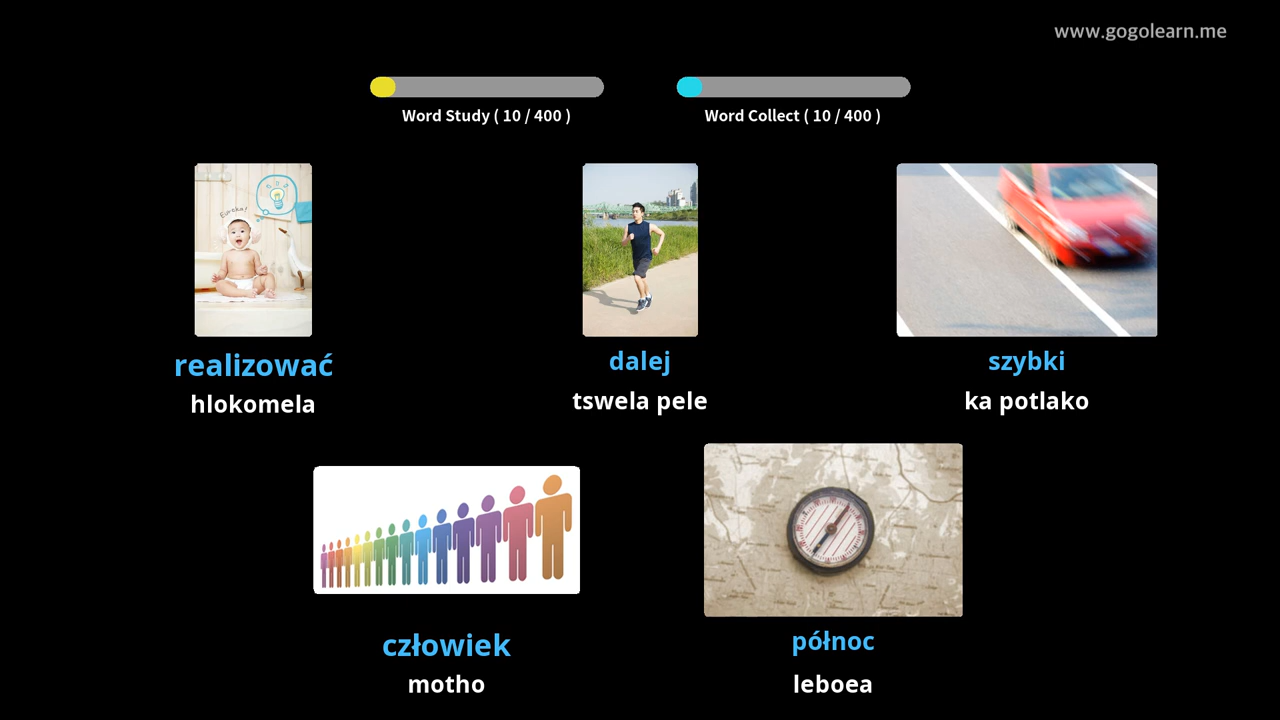 www.gogolearn.me
Word Study ( 10 / 400 )
Word Collect ( 10 / 400 )
Eureka!
realizować
hlokomela
dalej
tswela pele
szybki
ka potlako
człowiek
motho
północ
leboea